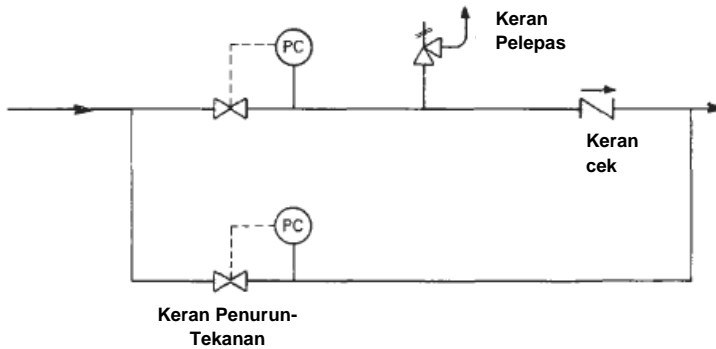 PC
Keran
Pelepas
Keran
cek
PC
Keran Penurun-
Tekanan